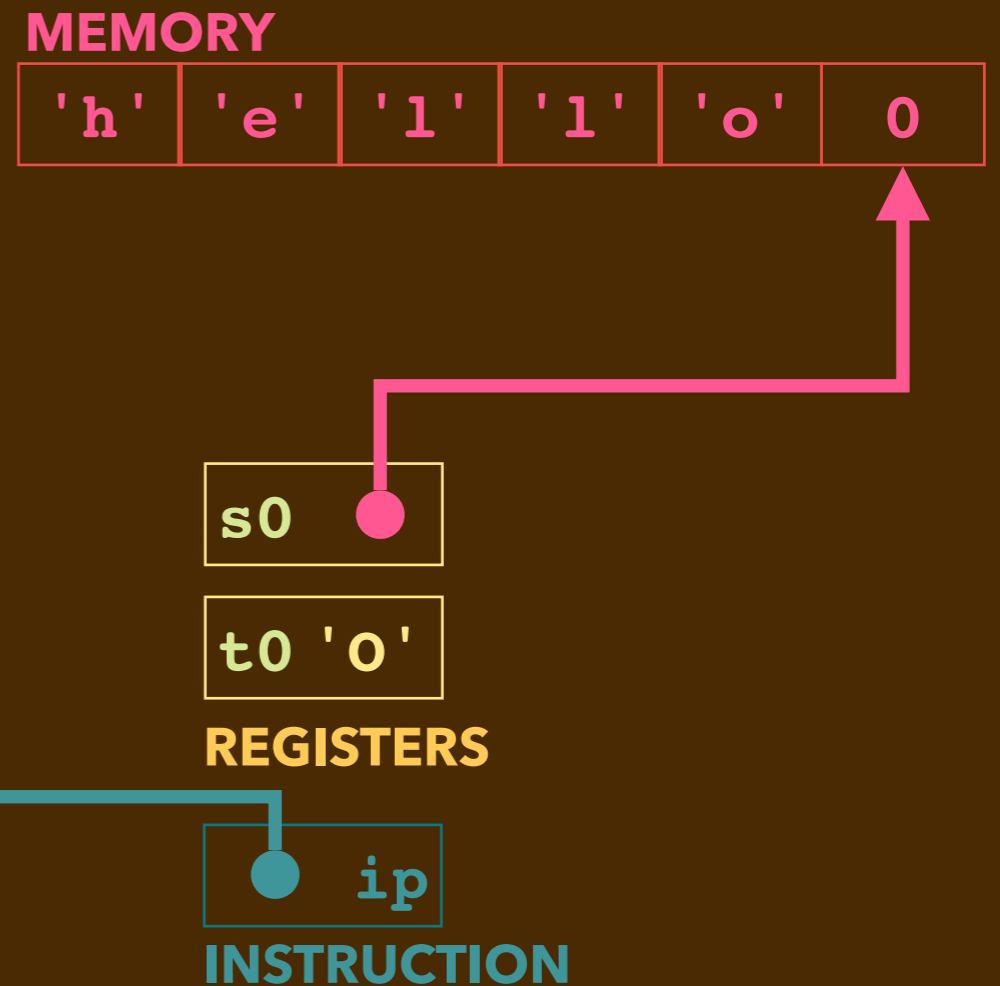 MEMORY
'h' 'e' 'l' 'l' 'o' 0
s0
t0 'o'
REGISTERS
ip
INSTRUCTION